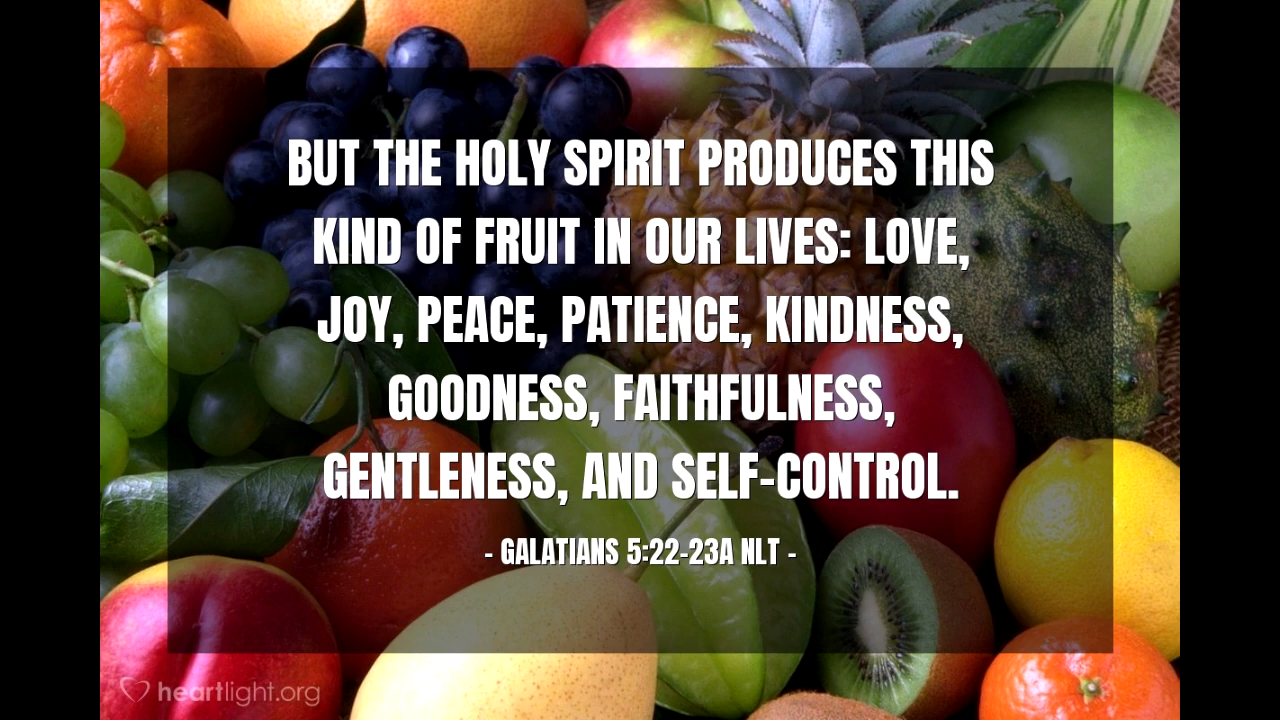 BUT THE HOLY SPIRIT PRODUCES THIS
KIND OF FRUIT IN OUR LIVES: LOVE,
JOY, PEACE, PATIENCE, KINDNESS,
GOODNESS, FAITHFULNESS,
GENTLENESS, AND SELF-CONTROL.
- GALATIANS 5:22-23A NLT -
heartlight.org